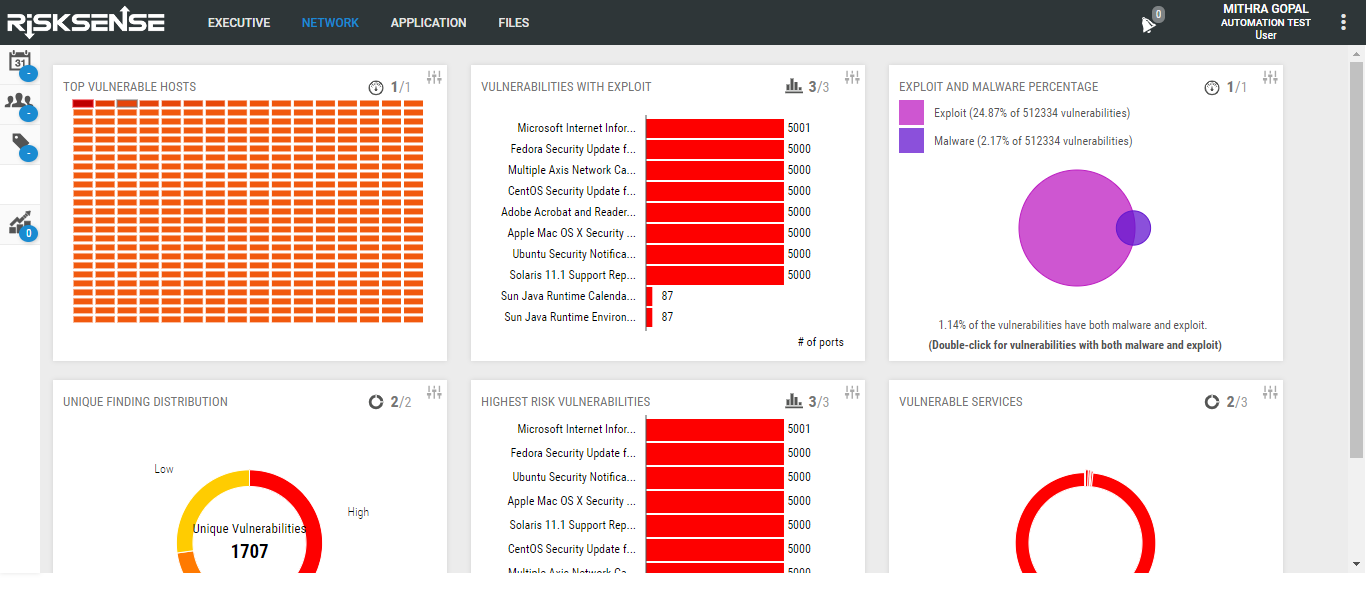 RISKSENSE
EXECUTIVE
NETWORK
APPLICATION
FILES
0
MITHRA GOPAL
AUTOMATION TEST
User
31
-
-
-
0
TOP VULNERABLE HOSTS
1/1
VULNERABILITIES WITH EXPLOIT
3/3
Microsoft Internet Infor... 5001
Fedora Security Update f... 5000
Multiple Axis Network Ca... 5000
CentOS Security Update f... 5000
Adobe Acrobat and Reader... 5000
Apple Mac OS X Security ... 5000
Ubuntu Security Notifica... 5000
Solaris 11.1 Support Rep... 5000
Sun Java Runtime Calenda... 87
Sun Java Runtime Environ... 87
# of ports
EXPLOIT AND MALWARE PERCENTAGE
1/1
Exploit (24.87% of 512334 vulnerabilities)
Malware (2.17% of 512334 vulnerabilities)
1.14% of the vulnerabilities have both malware and exploit.
(Double-click for vulnerabilities with both malware and exploit)
UNIQUE FINDING DISTRIBUTION
2/2
Low
High
Unique Vulnerabilities
1707
HIGHEST RISK VULNERABILITIES
3/3
Microsoft Internet Infor... 5001
Fedora Security Update f... 5000
Ubuntu Security Notifica... 5000
Apple Mac OS X Security ... 5000
Solaris 11.1 Support Rep... 5000
CentOS Security Update f... 5000
Multiple Axis Network Ca... 5000
VULNERABLE SERVICES
2/3